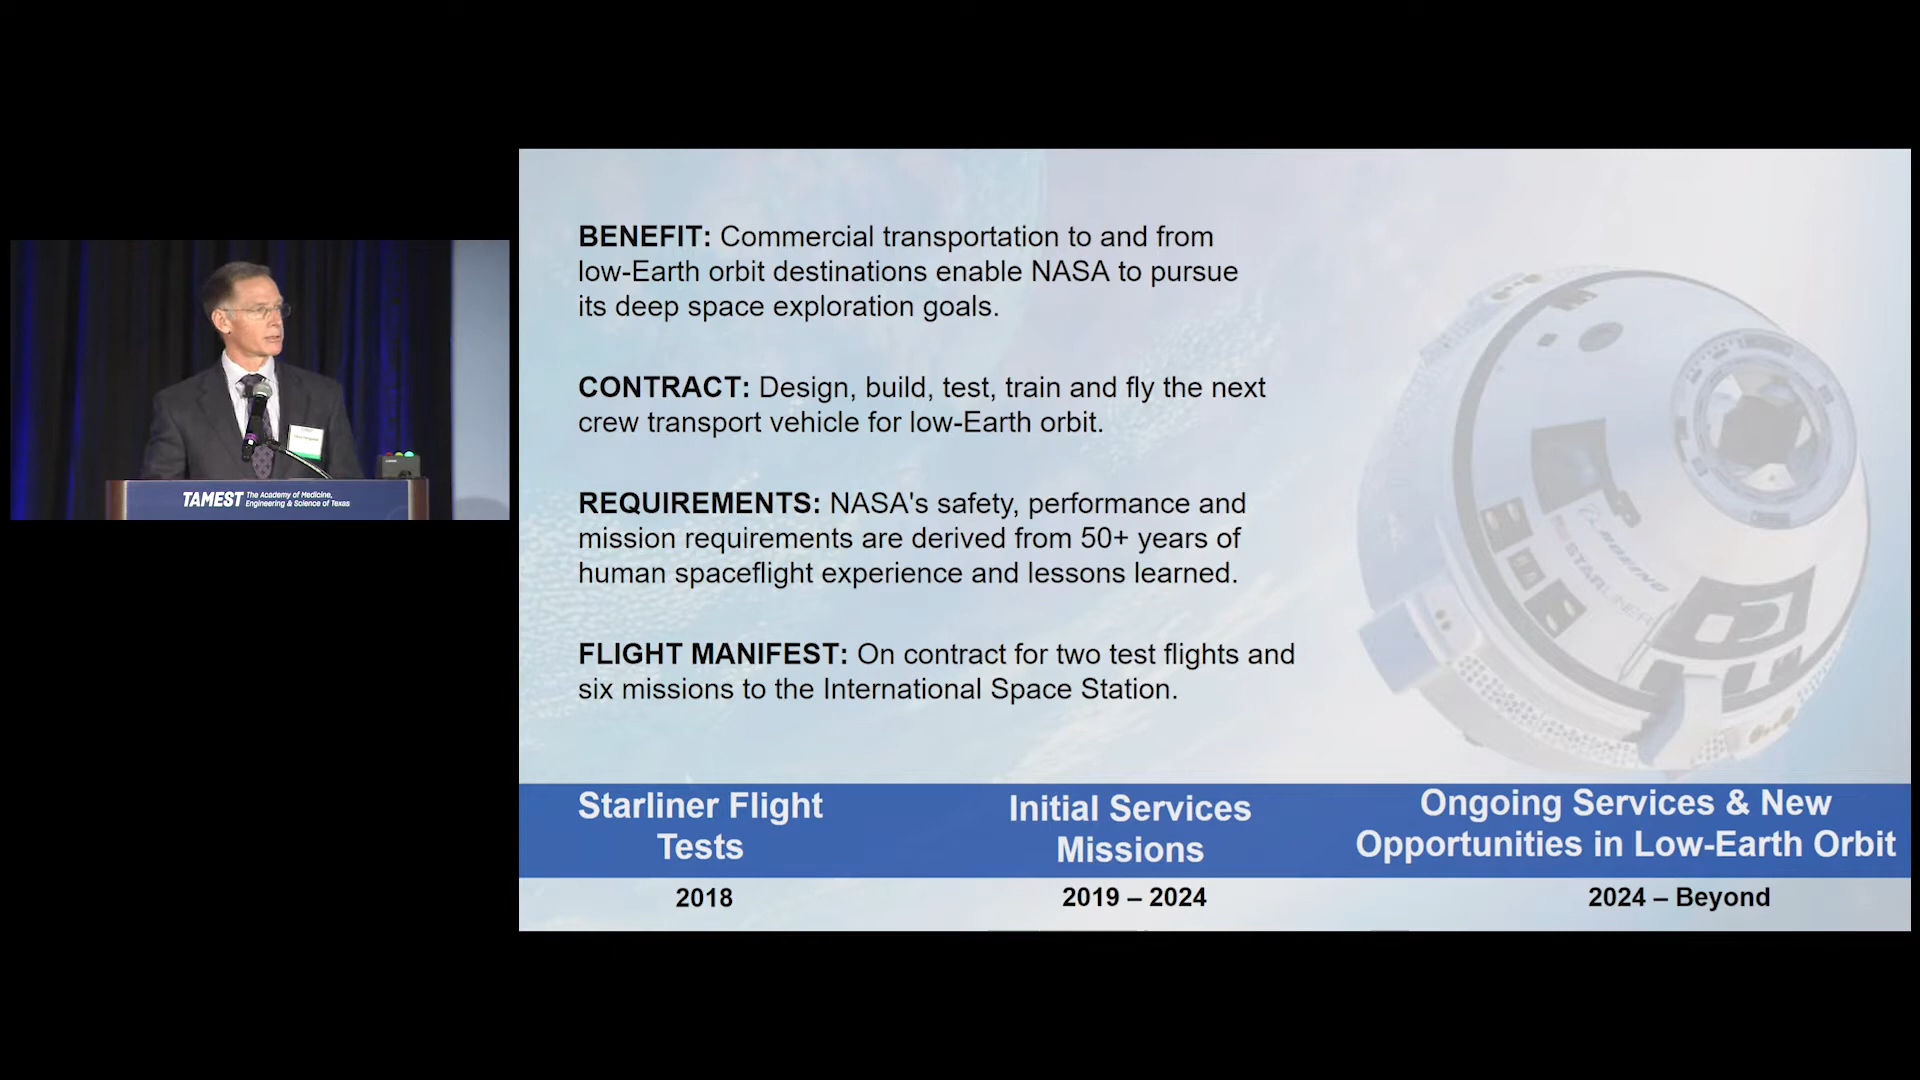 BENEFIT: Commercial transportation to and from
low-Earth orbit destinations enable NASA to pursue
its deep space exploration goals.
CONTRACT: Design, build, test, train and fly the next
crew transport vehicle for low-Earth orbit.
REQUIREMENTS: NASA's safety, performance and
mission requirements are derived from 50+ years of
human spaceflight experience and lessons learned.
FLIGHT MANIFEST: On contract for two test flights and
six missions to the International Space Station.
BOEING
STARLINER
Starliner Flight
Tests
2018
Initial Services
Missions
2019 – 2024
Ongoing Services & New
Opportunities in Low-Earth Orbit
2024 – Beyond
TAMEST The Academy of Medicine,
Engineering & Science of Texas